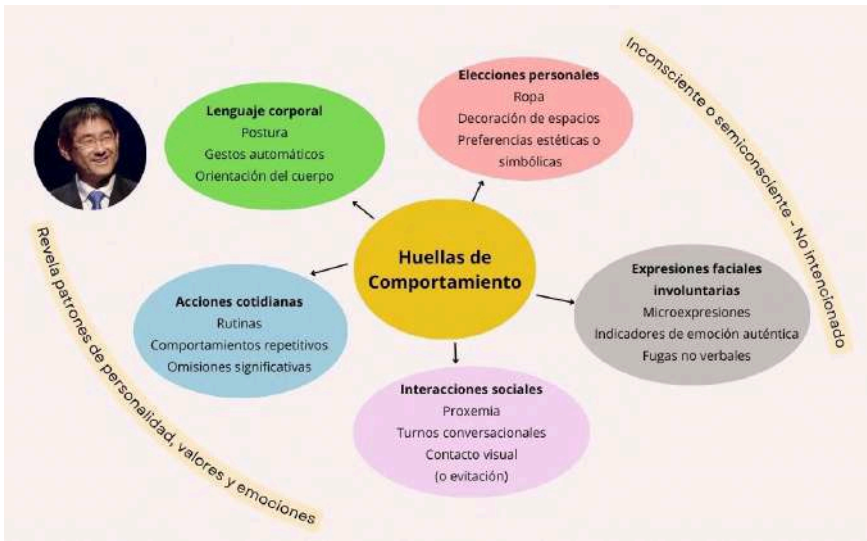 Elecciones personales
Ropa
Decoración de espacios
Preferencias estéticas o
simbólicas
Lenguaje corporal
Postura
Gestos automáticos
Orientación del cuerpo
Inconsciente o semiconsciente - No intencionado
Huellas de
Comportamiento
Expresiones faciales
involuntarias
Microexpresiones
Indicadores de emoción auténtica
Fugas no verbales
Acciones cotidianas
Rutinas
Comportamientos repetitivos
Omisiones significativas
Interacciones sociales
Proxemia
Turnos conversacionales
Contacto visual
(o evitación)
Revela patrones de personalidad, valores y emociones